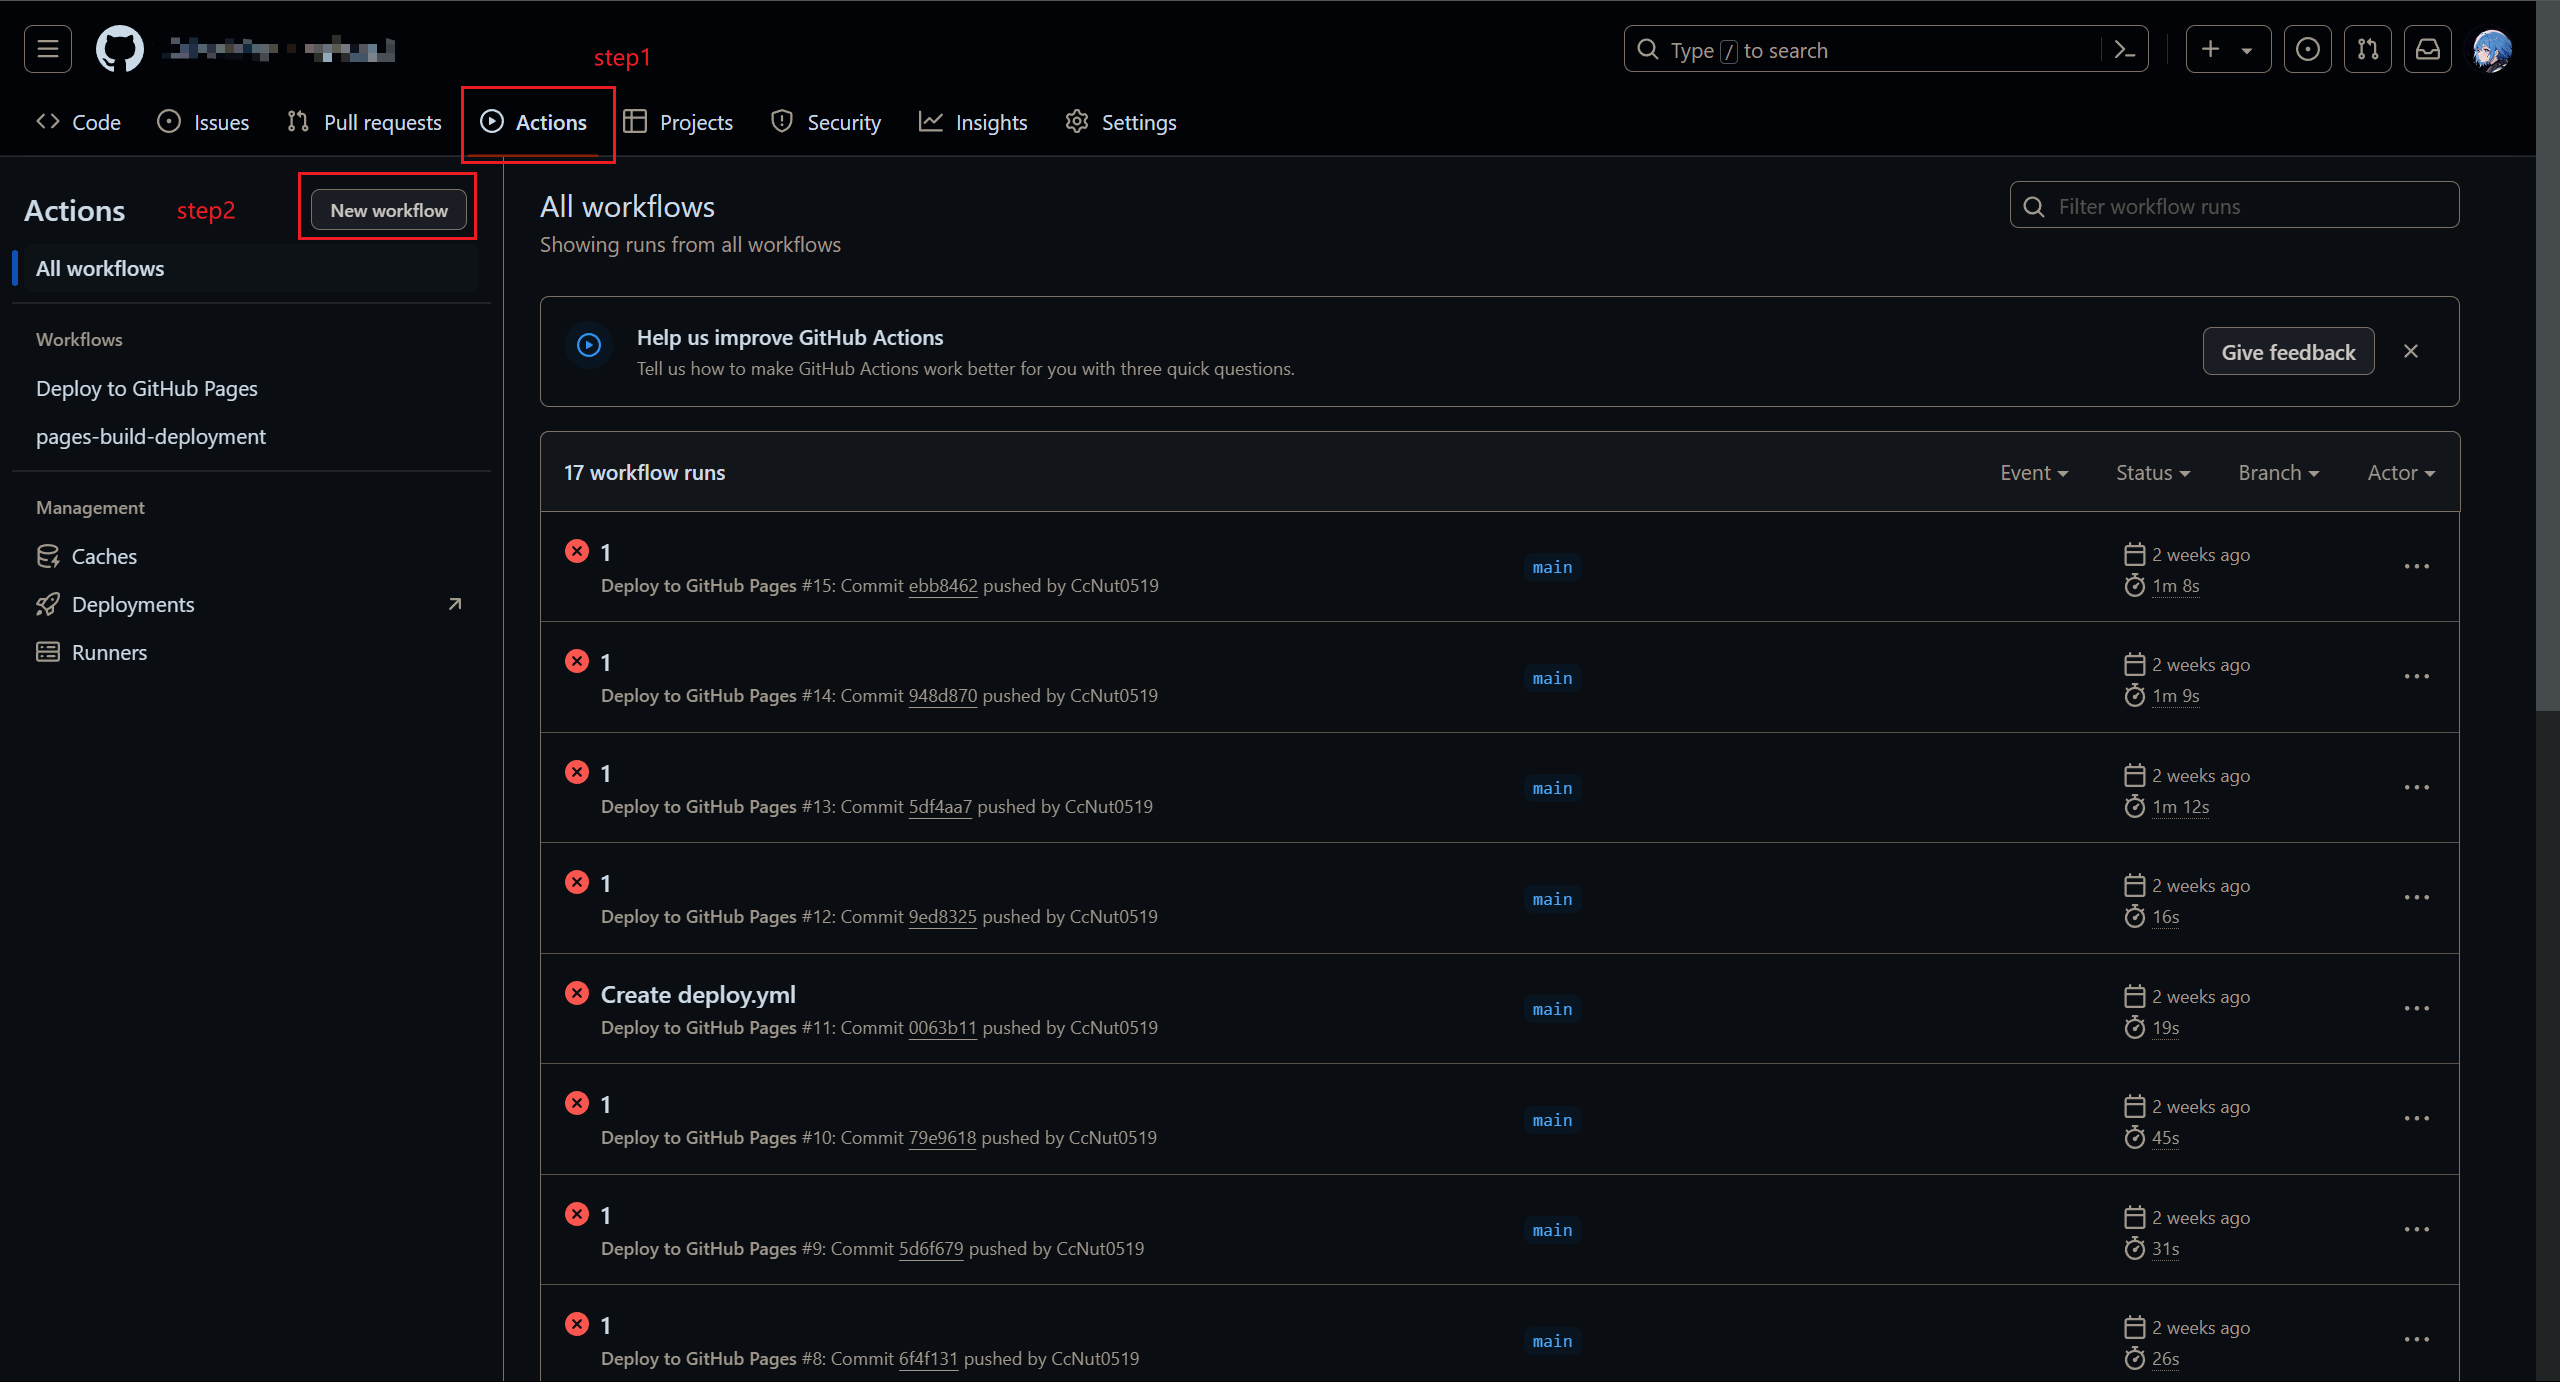 step1
Type / to search
Code Issues Pull requests Actions Projects Security Insights Settings
Actions step2 New workflow
All workflows
Workflows
Deploy to GitHub Pages
pages-build-deployment
Management
Caches
Deployments
Runners
All workflows
Showing runs from all workflows
Filter workflow runs
Help us improve GitHub Actions
Tell us how to make GitHub Actions work better for you with three quick questions.
Give feedback
17 workflow runs Event Status Branch Actor
1
Deploy to GitHub Pages #15: Commit ebb8462 pushed by CcNut0519
main
2 weeks ago
1m 8s
1
Deploy to GitHub Pages #14: Commit 948d870 pushed by CcNut0519
main
2 weeks ago
1m 9s
1
Deploy to GitHub Pages #13: Commit 5df4aa7 pushed by CcNut0519
main
2 weeks ago
1m 12s
1
Deploy to GitHub Pages #12: Commit 9ed8325 pushed by CcNut0519
main
2 weeks ago
16s
Create deploy.yml
Deploy to GitHub Pages #11: Commit 0063b11 pushed by CcNut0519
main
2 weeks ago
19s
1
Deploy to GitHub Pages #10: Commit 79e9618 pushed by CcNut0519
main
2 weeks ago
45s
1
Deploy to GitHub Pages #9: Commit 5d6f679 pushed by CcNut0519
main
2 weeks ago
31s
1
Deploy to GitHub Pages #8: Commit 6f4f131 pushed by CcNut0519
main
2 weeks ago
26s